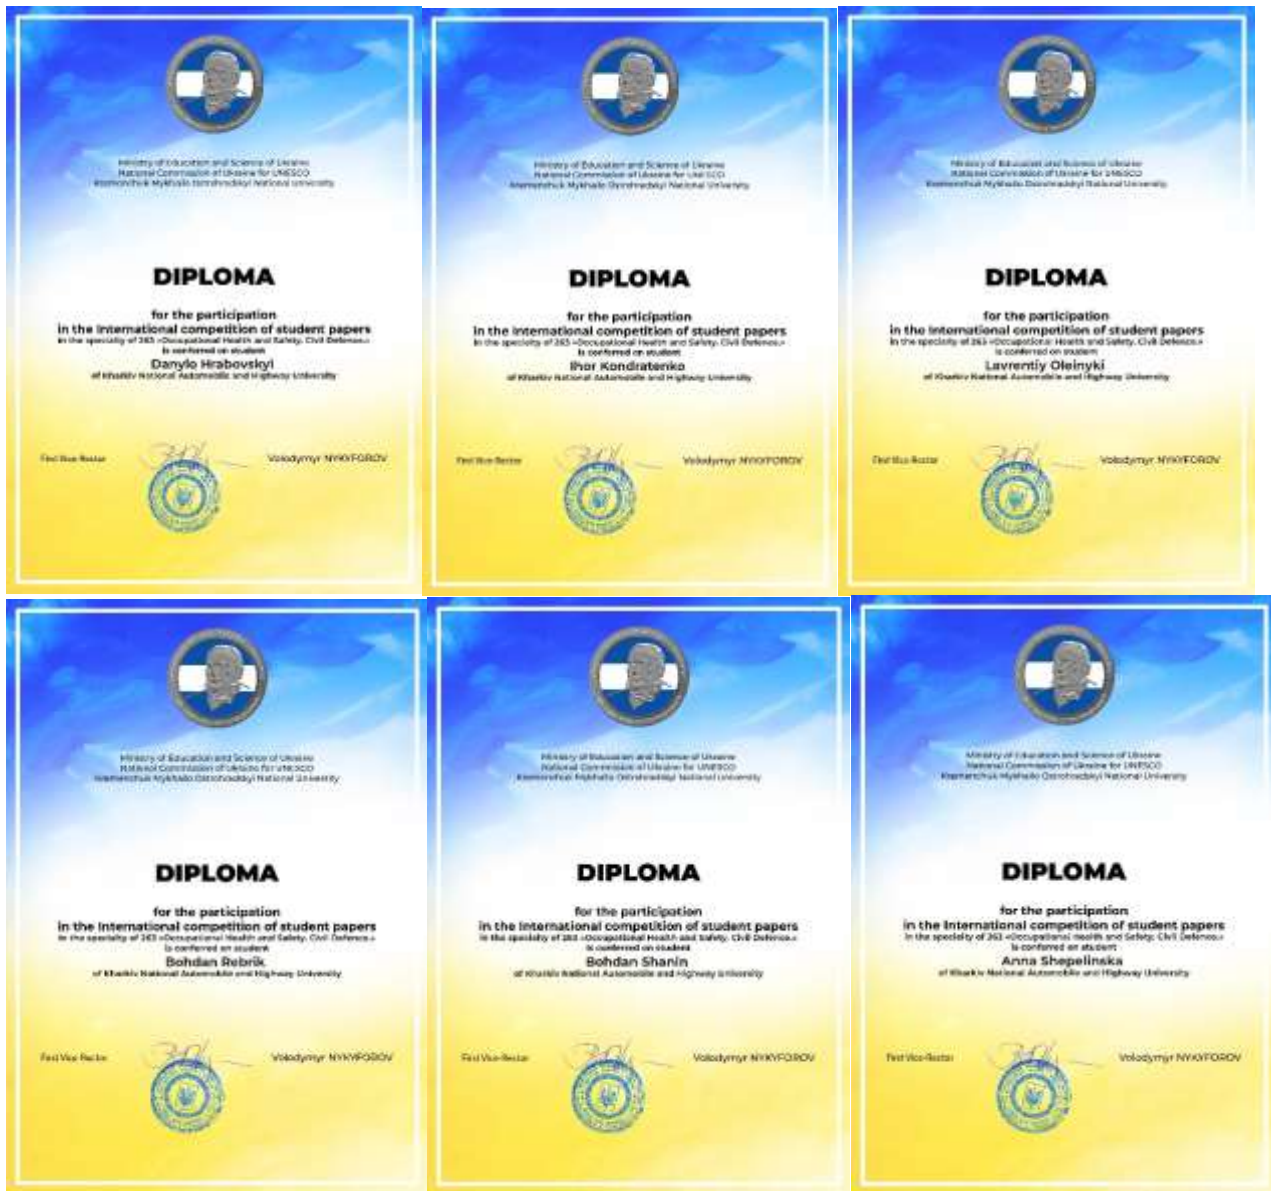 Ministry of Education and Science of Ukraine
National Commission of Ukraine for UNESCO
Kremenchuk Mykhailo Ostrohradskyi National University
DIPLOMA
for the participation
in the International competition of student papers
in the specialty of 263 «Occupational Health and Safety. Civil Defence.»
is conferred on student
Danylo Hrabovskyi
of Kharkiv National Automobile and Highway University
First Vice-Rector
Volodymyr NYKYFOROV
Ministry of Education and Science of Ukraine
National Commission of Ukraine for UNESCO
Kremenchuk Mykhailo Ostrohradskyi National University
DIPLOMA
for the participation
in the International competition of student papers
in the specialty of 263 «Occupational Health and Safety. Civil Defence.»
is conferred on student
Ihor Kondratenko
of Kharkiv National Automobile and Highway University
First Vice-Rector
Volodymyr NYKYFOROV
Ministry of Education and Science of Ukraine
National Commission of Ukraine for UNESCO
Kremenchuk Mykhailo Ostrohradskyi National University
DIPLOMA
for the participation
in the International competition of student papers
in the specialty of 263 «Occupational Health and Safety. Civil Defence.»
is conferred on student
Lavrentiy Oleinyki
of Kharkiv National Automobile and Highway University
First Vice-Rector
Volodymyr NYKYFOROV
Ministry of Education and Science of Ukraine
National Commission of Ukraine for UNESCO
Kremenchuk Mykhailo Ostrohradskyi National University
DIPLOMA
for the participation
in the International competition of student papers
in the specialty of 263 «Occupational Health and Safety. Civil Defence.»
is conferred on student
Bohdan Rebrik
of Kharkiv National Automobile and Highway University
First Vice-Rector
Volodymyr NYKYFOROV
Ministry of Education and Science of Ukraine
National Commission of Ukraine for UNESCO
Kremenchuk Mykhailo Ostrohradskyi National University
DIPLOMA
for the participation
in the International competition of student papers
in the specialty of 263 «Occupational Health and Safety. Civil Defence.»
is conferred on student
Bohdan Shanin
of Kharkiv National Automobile and Highway University
First Vice-Rector
Volodymyr NYKYFOROV
Ministry of Education and Science of Ukraine
National Commission of Ukraine for UNESCO
Kremenchuk Mykhailo Ostrohradskyi National University
DIPLOMA
for the participation
in the International competition of student papers
in the specialty of 263 «Occupational Health and Safety. Civil Defence.»
is conferred on student
Anna Shepelinska
of Kharkiv National Automobile and Highway University
First Vice-Rector
Volodymyr NYKYFOROV